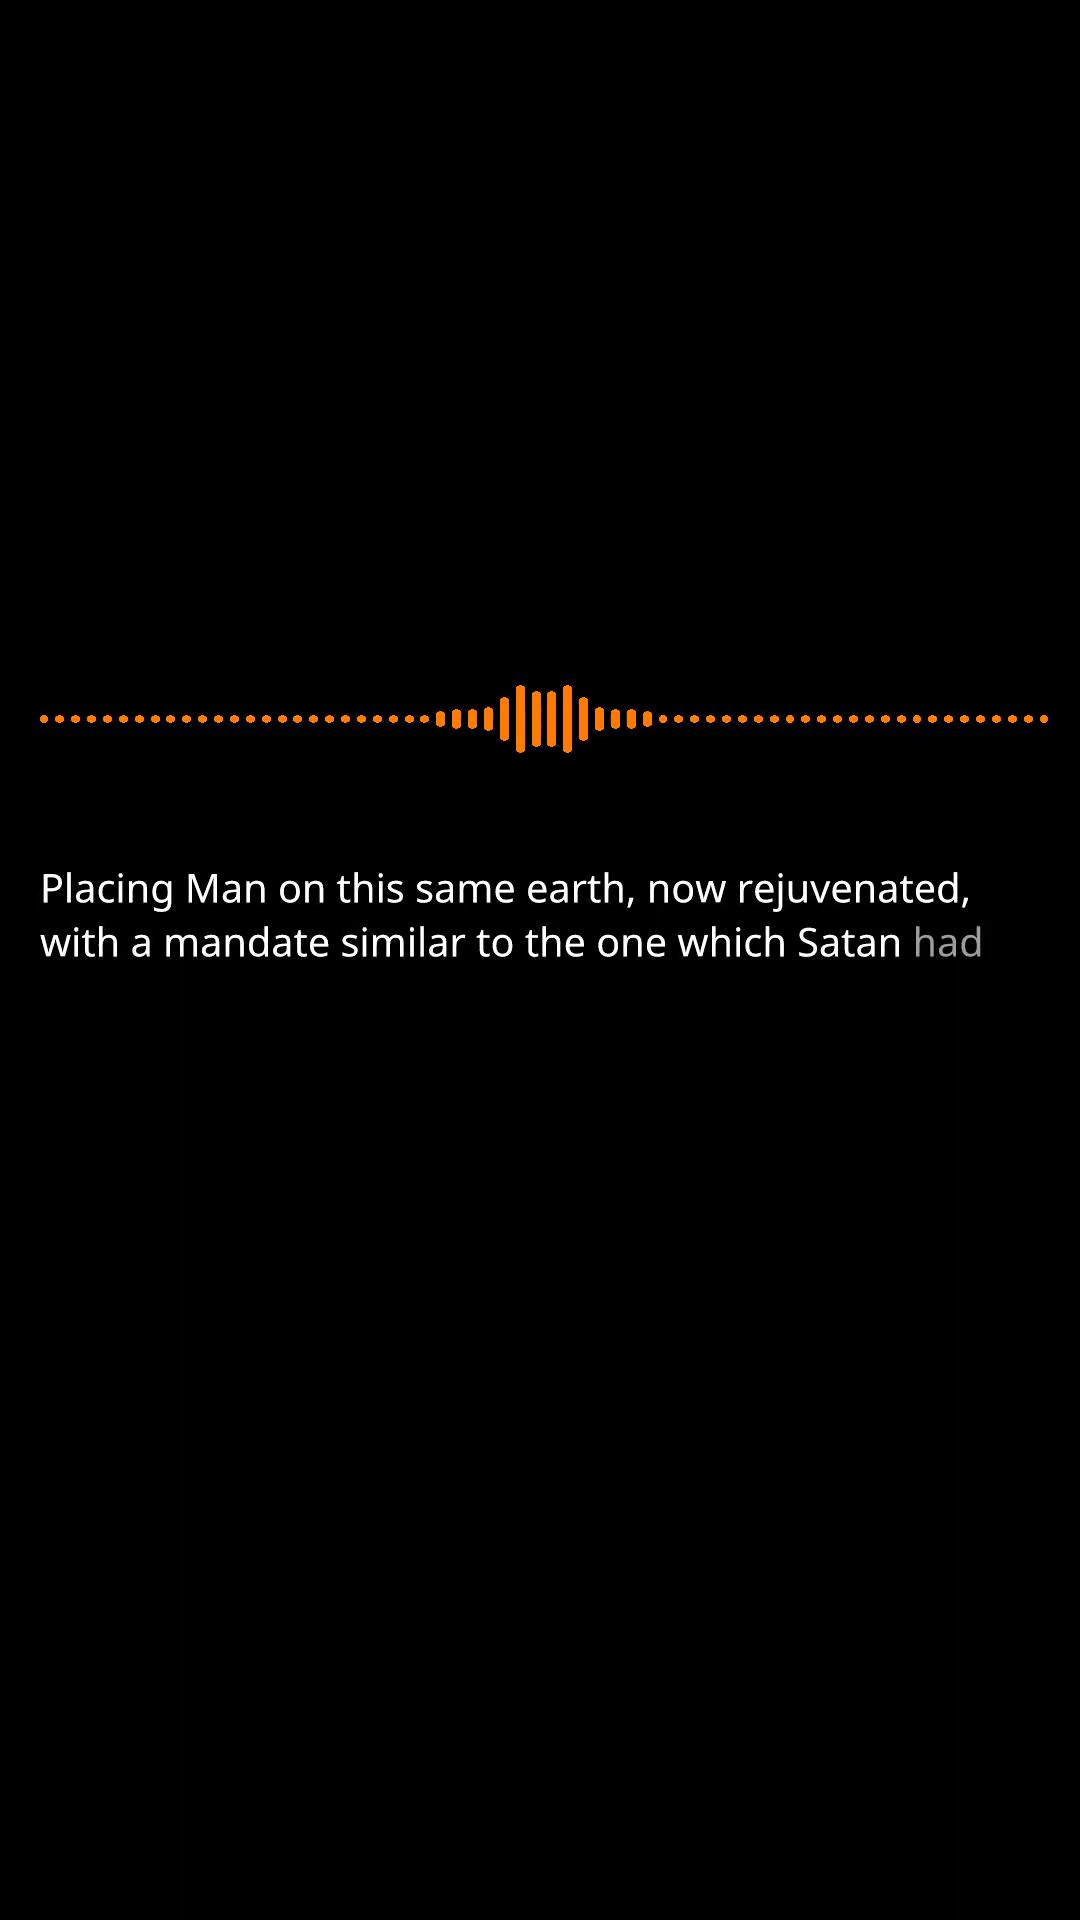 Placing Man on this same earth, now rejuvenated,
with a mandate similar to the one which Satan had